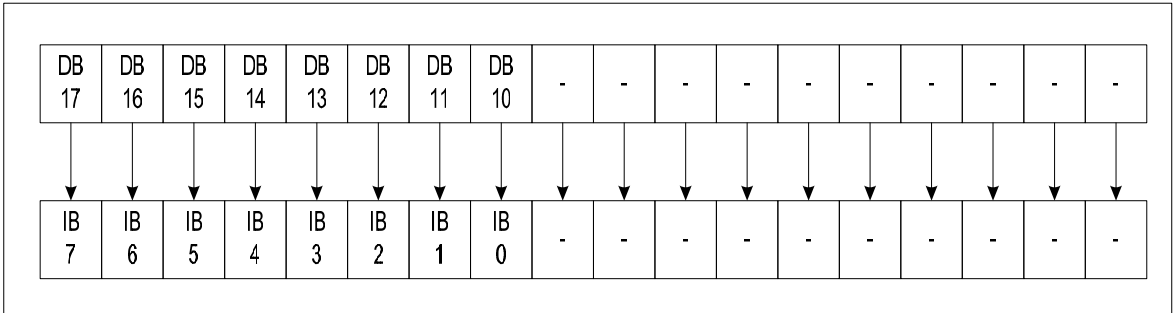 DB DB DB DB DB DB DB DB - - - - - - - - - -
17 16 15 14 13 12 11 10
IB IB IB IB IB IB IB IB - - - - - - - - - -
7 6 5 4 3 2 1 0